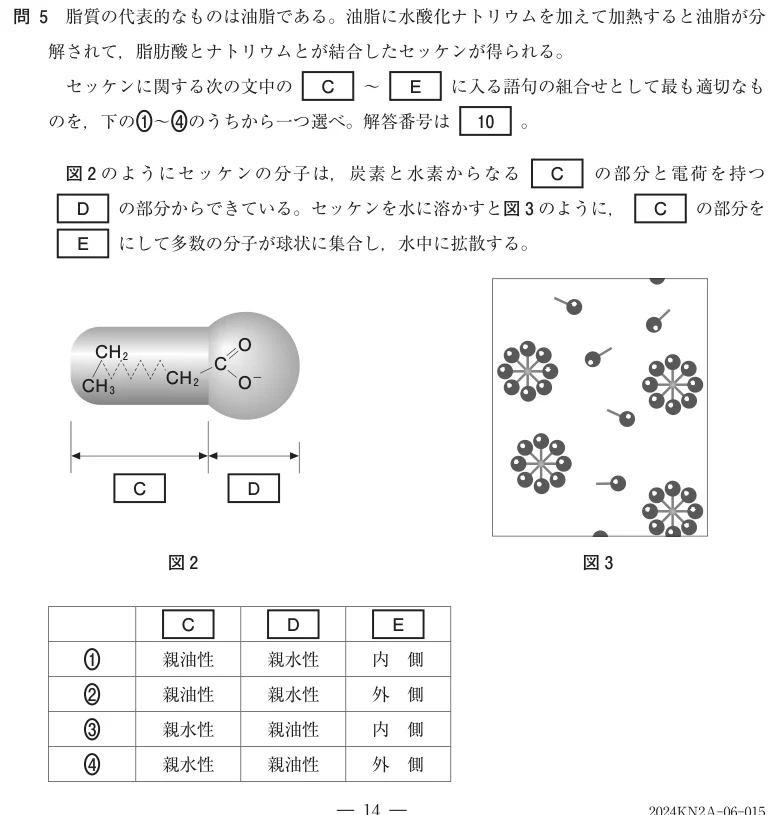 問 5 脂質の代表的なものは油脂である。油脂に水酸化ナトリウムを加えて加熱すると油脂が分
解されて，脂肪酸とナトリウムとが結合したセッケンが得られる。
セッケンに関する次の文中の C ～ E に入る語句の組合せとして最も適切なも
のを，下の①～④のうちから一つ選べ。解答番号は 10 。
図 2 のようにセッケンの分子は，炭素と水素からなる C の部分と電荷を持つ
D の部分からできている。セッケンを水に溶かすと図 3 のように， C の部分を
E にして多数の分子が球状に集合し，水中に拡散する。
CH₂
CH₃
CH₂
C
O
O⁻
C
D
図 2
図 3
C D E
① 親油性 親水性 内 側
② 親油性 親水性 外 側
③ 親水性 親油性 内 側
④ 親水性 親油性 外 側
— 14 —
2024KN2A-06-015